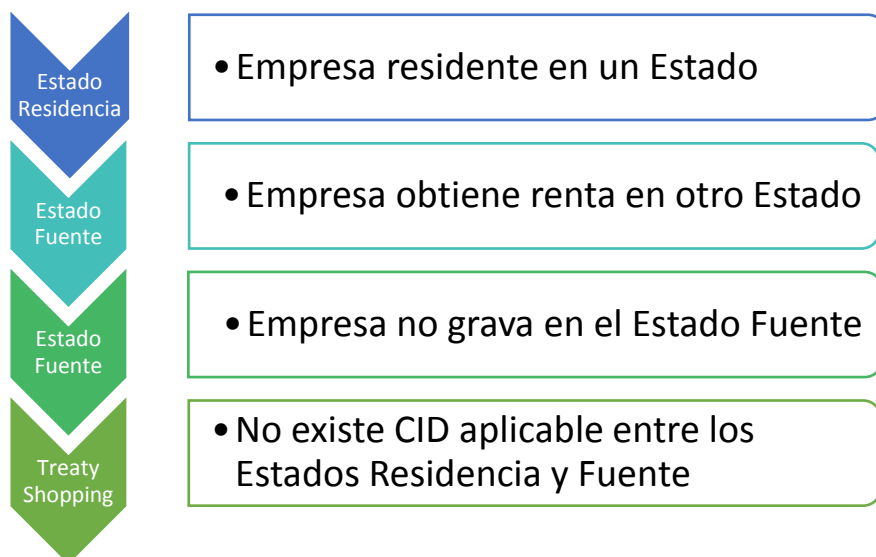 Estado
Residencia
• Empresa residente en un Estado
Estado
Fuente
• Empresa obtiene renta en otro Estado
Estado
Fuente
• Empresa no grava en el Estado Fuente
Treaty
Shopping
• No existe CID aplicable entre los
Estados Residencia y Fuente